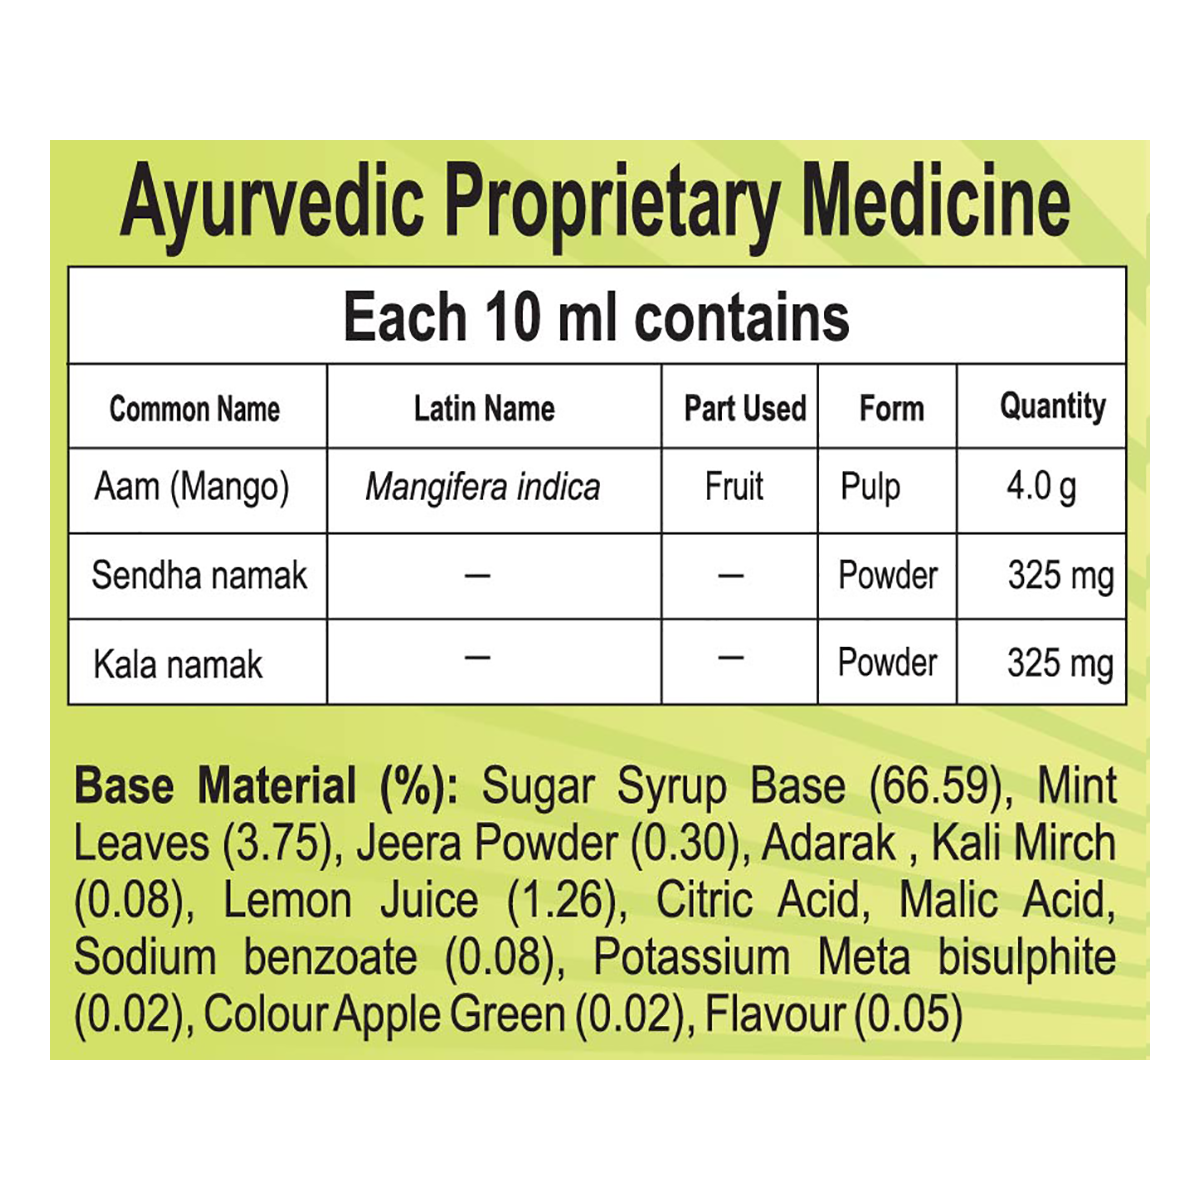 Ayurvedic Proprietary Medicine
Each 10 ml contains
Common Name Latin Name Part Used Form Quantity
Aam (Mango) Mangifera indica Fruit Pulp 4.0 g
Sendha namak – – Powder 325 mg
Kala namak – – Powder 325 mg
Base Material (%): Sugar Syrup Base (66.59), Mint
Leaves (3.75), Jeera Powder (0.30), Adarak , Kali Mirch
(0.08), Lemon Juice (1.26), Citric Acid, Malic Acid,
Sodium benzoate (0.08), Potassium Meta bisulphite
(0.02), Colour Apple Green (0.02), Flavour (0.05)